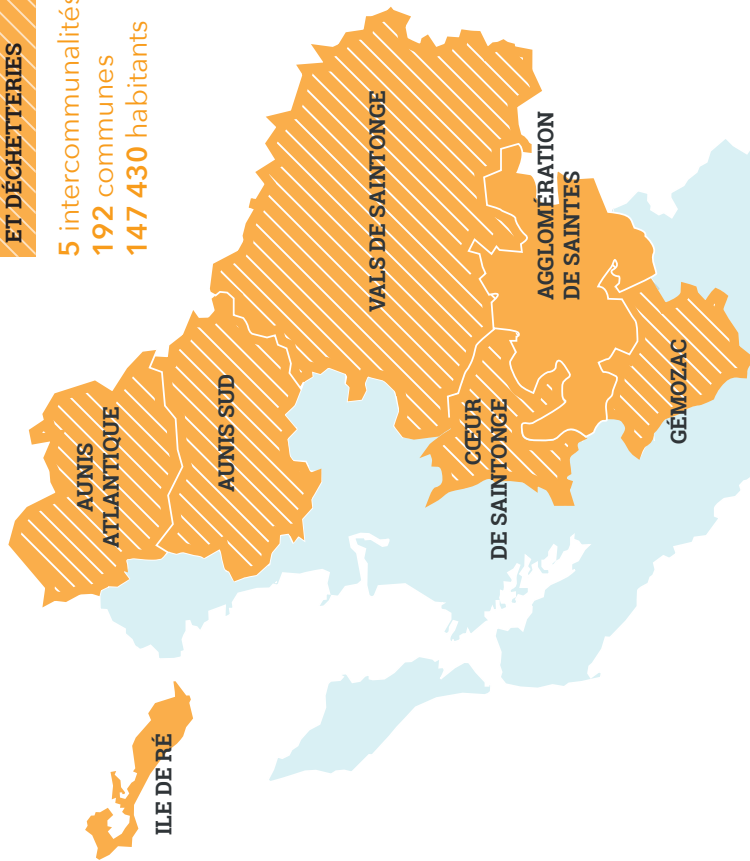 ET DÉCHETTERIES
5 intercommunalités
192 communes
147 430 habitants
AUNIS
ATLANTIQUE
AUNIS SUD
VALS DE SAINTONGE
AGGLOMÉRATION
DE SAINTES
CŒUR
DE SAINTONGE
GÉMOZAC
ILE DE RÉ